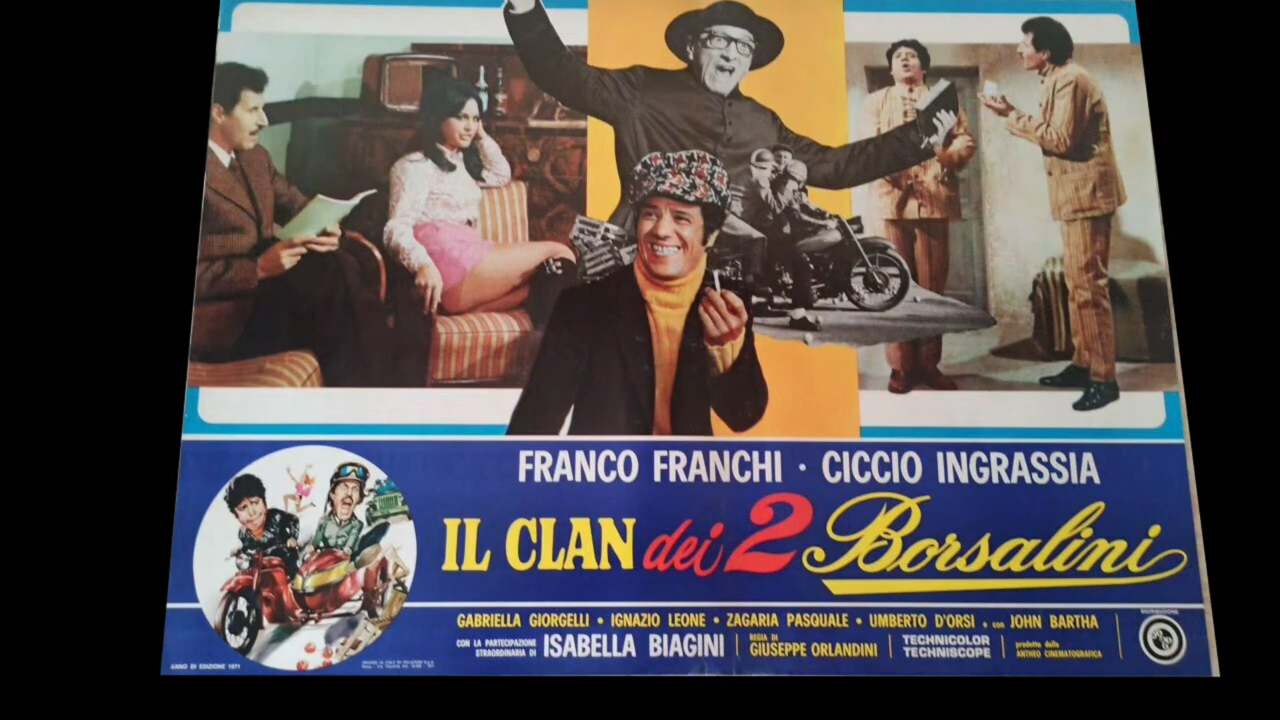 FRANCO FRANCHI · CICCIO INGRASSIA
IL CLAN dei 2 Borsalini
GABRIELLA GIORGELLI • IGNAZIO LEONE • ZAGARIA PASQUALE • UMBERTO D'ORSI • con JOHN BARTHA
CON LA PARTECIPAZIONE STRAORDINARIA DI ISABELLA BIAGINI
REGIA DI GIUSEPPE ORLANDINI
TECHNICOLOR
TECHNISCOPE
prodotto dalla
ANTHEO CINEMATOGRAFICA
DISTRIBUZIONE
ANNO DI EDIZIONE 1971